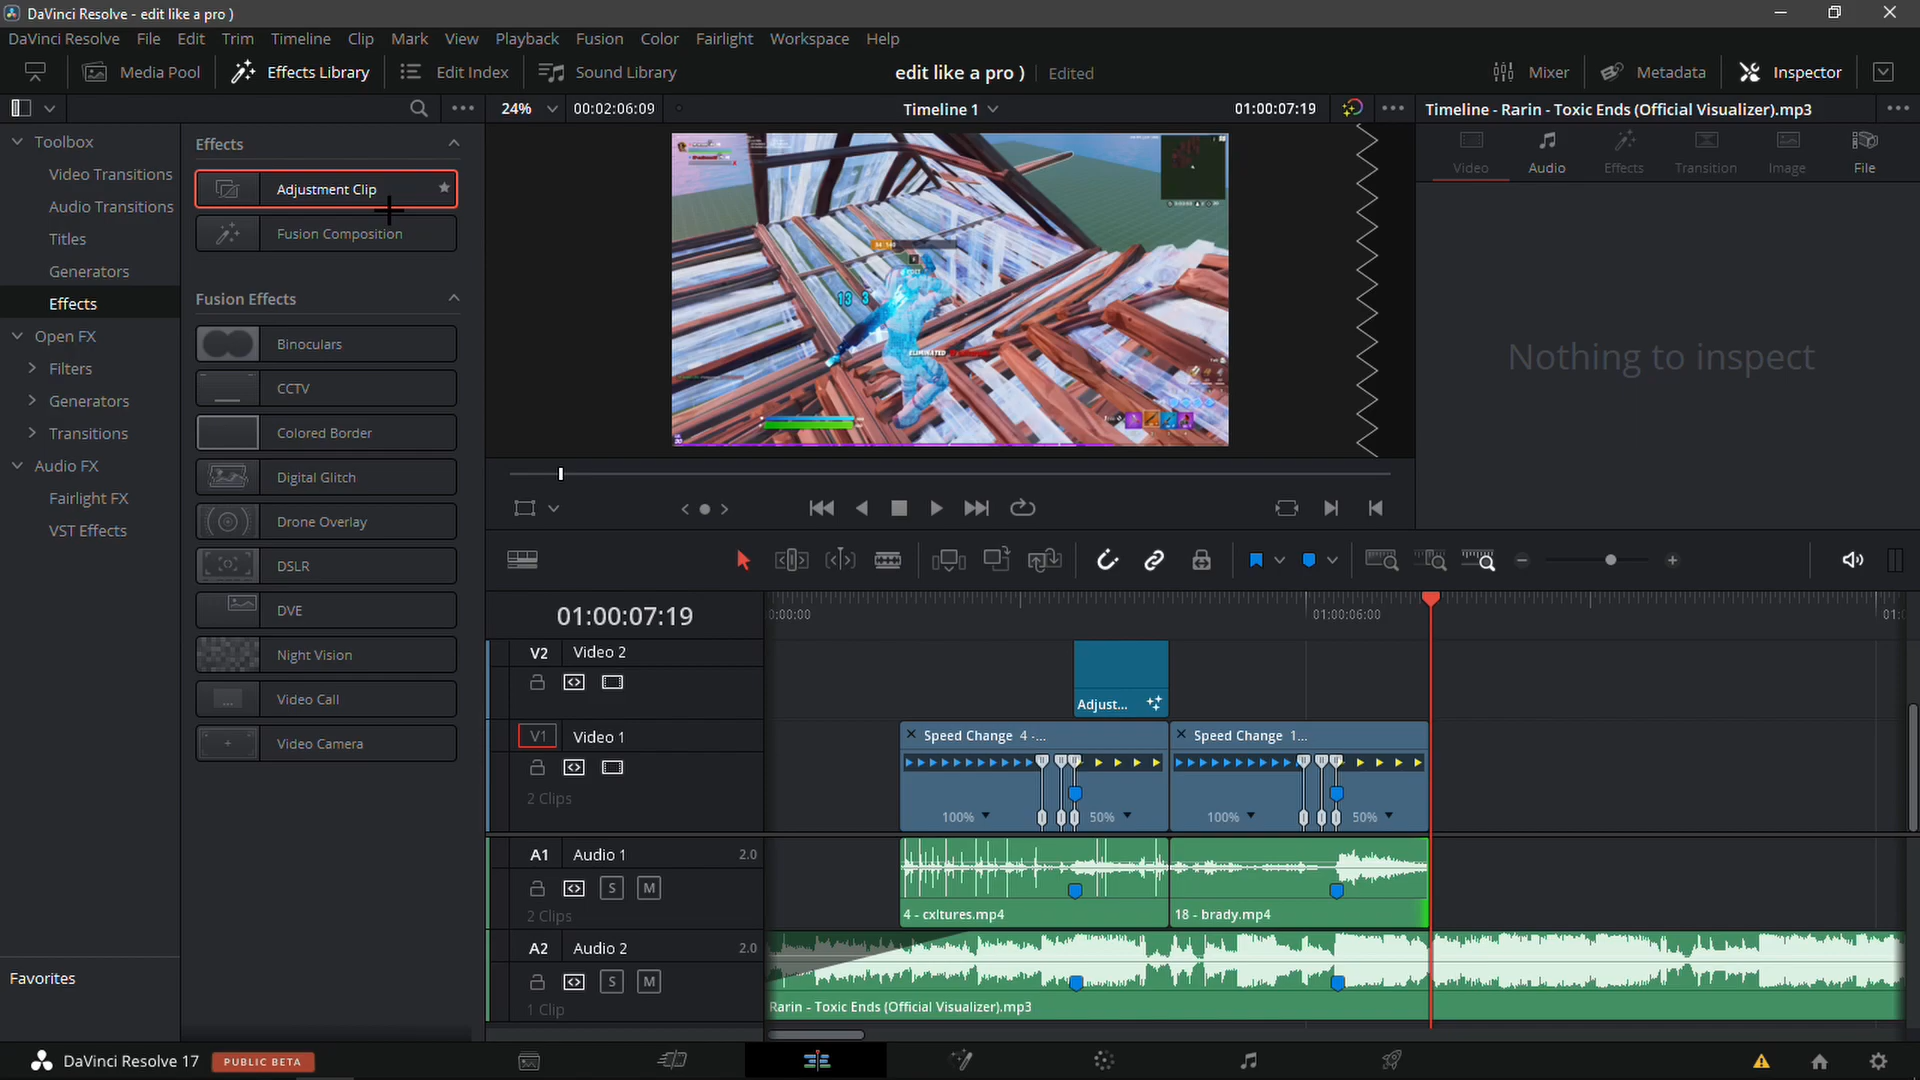 DaVinci Resolve - edit like a pro )
DaVinci Resolve File Edit Trim Timeline Clip Mark View Playback Fusion Color Fairlight Workspace Help
Media Pool Effects Library Edit Index Sound Library edit like a pro ) Edited Mixer Metadata Inspector
24% 00:02:06:09 Timeline 1 01:00:07:19 Timeline - Rarin - Toxic Ends (Official Visualizer).mp3
Toolbox
Video Transitions
Audio Transitions
Titles
Generators
Effects
Open FX
Filters
Generators
Transitions
Audio FX
Fairlight FX
VST Effects
Favorites
Effects
Adjustment Clip
Fusion Composition
Fusion Effects
Binoculars
CCTV
Colored Border
Digital Glitch
Drone Overlay
DSLR
DVE
Night Vision
Video Call
Video Camera
ELIMINATED
Video Audio Effects Transition Image File
Nothing to inspect
01:00:07:19
0:00:00 01:00:06:00 01:
V2 Video 2
Adjust...
V1 Video 1
2 Clips
Speed Change 4 -...
100% 50%
Speed Change 1...
100% 50%
A1 Audio 1 2.0
S M
2 Clips
4 - cxltures.mp4
18 - brady.mp4
A2 Audio 2 2.0
S M
1 Clip
Rarin - Toxic Ends (Official Visualizer).mp3
DaVinci Resolve 17 PUBLIC BETA